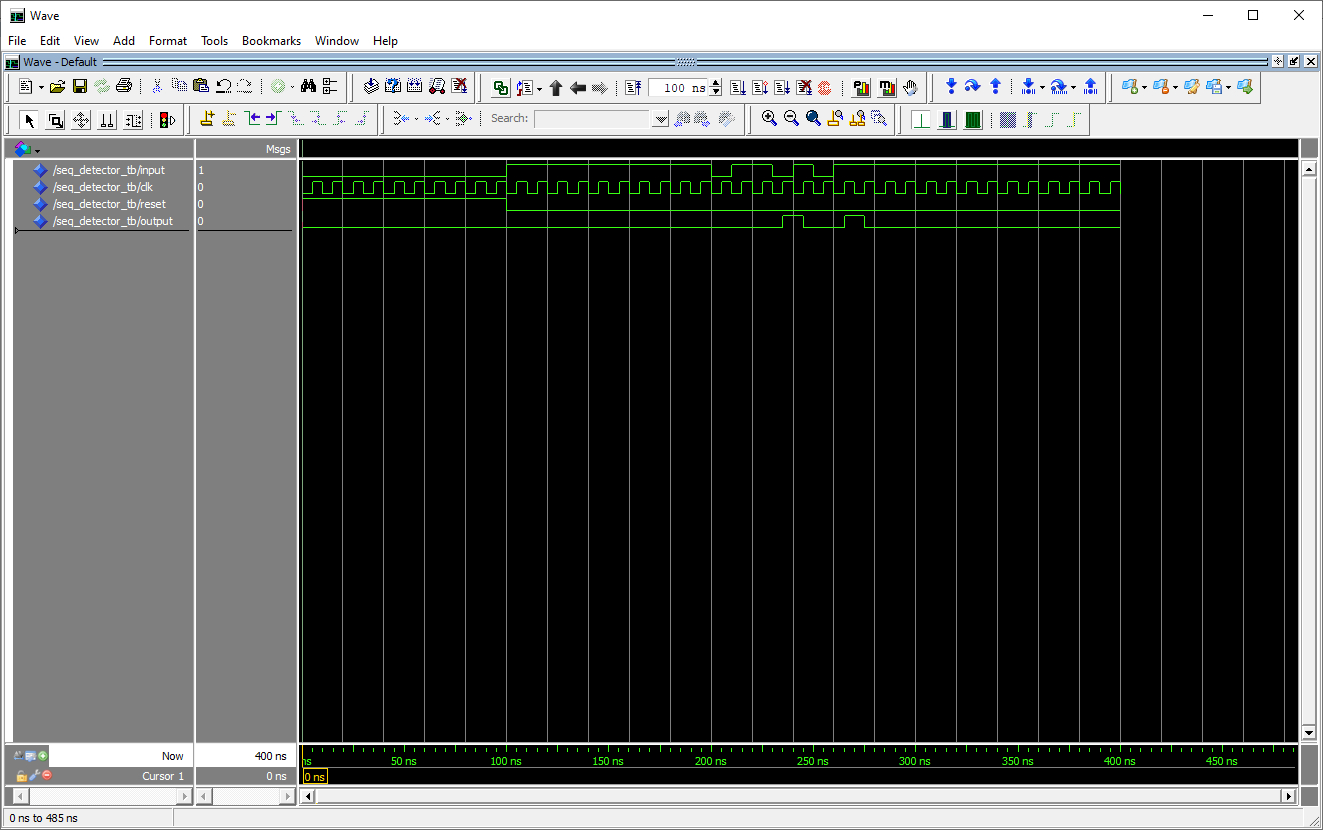 Wave
File Edit View Add Format Tools Bookmarks Window Help
Wave - Default
100 ns
Search:
Msgs
/seq_detector_tb/input 1
/seq_detector_tb/clk 0
/seq_detector_tb/reset 0
/seq_detector_tb/output 0
Now 400 ns
ns 50 ns 100 ns 150 ns 200 ns 250 ns 300 ns 350 ns 400 ns 450 ns
Cursor 1 0 ns 0 ns
0 ns to 485 ns